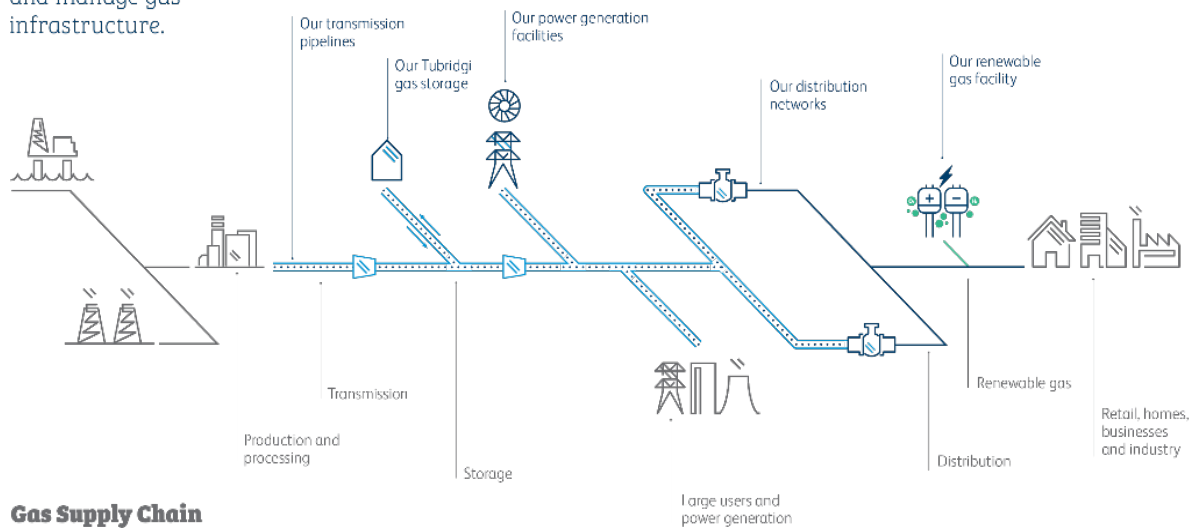 and manage gas
infrastructure.
Our transmission
pipelines
Our Tubridgi
gas storage
Our power generation
facilities
Our distribution
networks
Our renewable
gas facility
Transmission
Production and
processing
Storage
Large users and
power generation
Distribution
Renewable gas
Retail, homes,
businesses
and industry
Gas Supply Chain